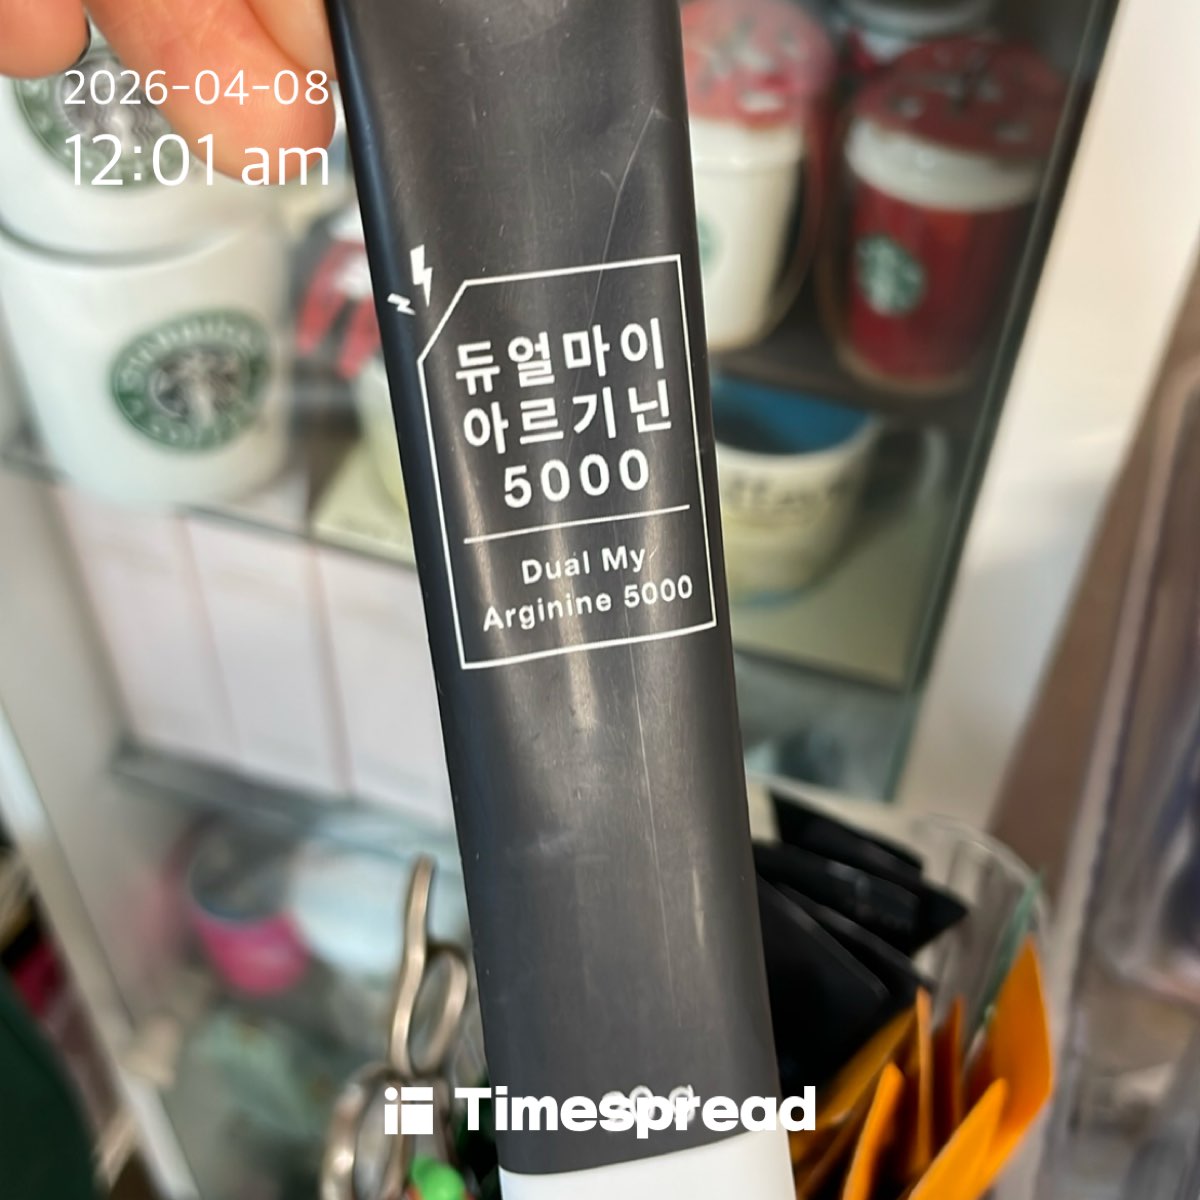 2026-04-08
12:01 am
듀얼마이
아르기닌
5000
Dual My
Arginine 5000
Timespread